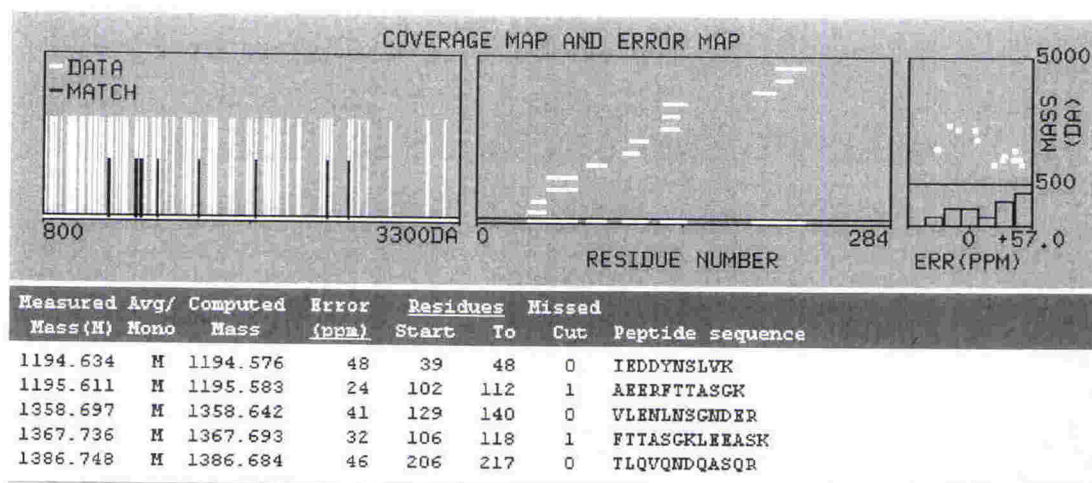 COVERAGE MAP AND ERROR MAP
DATA
MATCH
5000
MASS (DA)
500
800
3300DA
0
284
RESIDUE NUMBER
0 +57.0
ERR(PPM)
Measured Avg/ Computed Error Residues Missed
Mass(M) Mono Mass (ppm) Start To Cut Peptide sequence
1194.634 M 1194.576 48 39 48 0 IEDDYNSLVK
1195.611 M 1195.583 24 102 112 1 AEERFTTASGK
1358.697 M 1358.642 41 129 140 0 VLENLNSGNDER
1367.736 M 1367.693 32 106 118 1 FTTASGKLEEASK
1386.748 M 1386.684 46 206 217 0 TLQVQNDQASQR